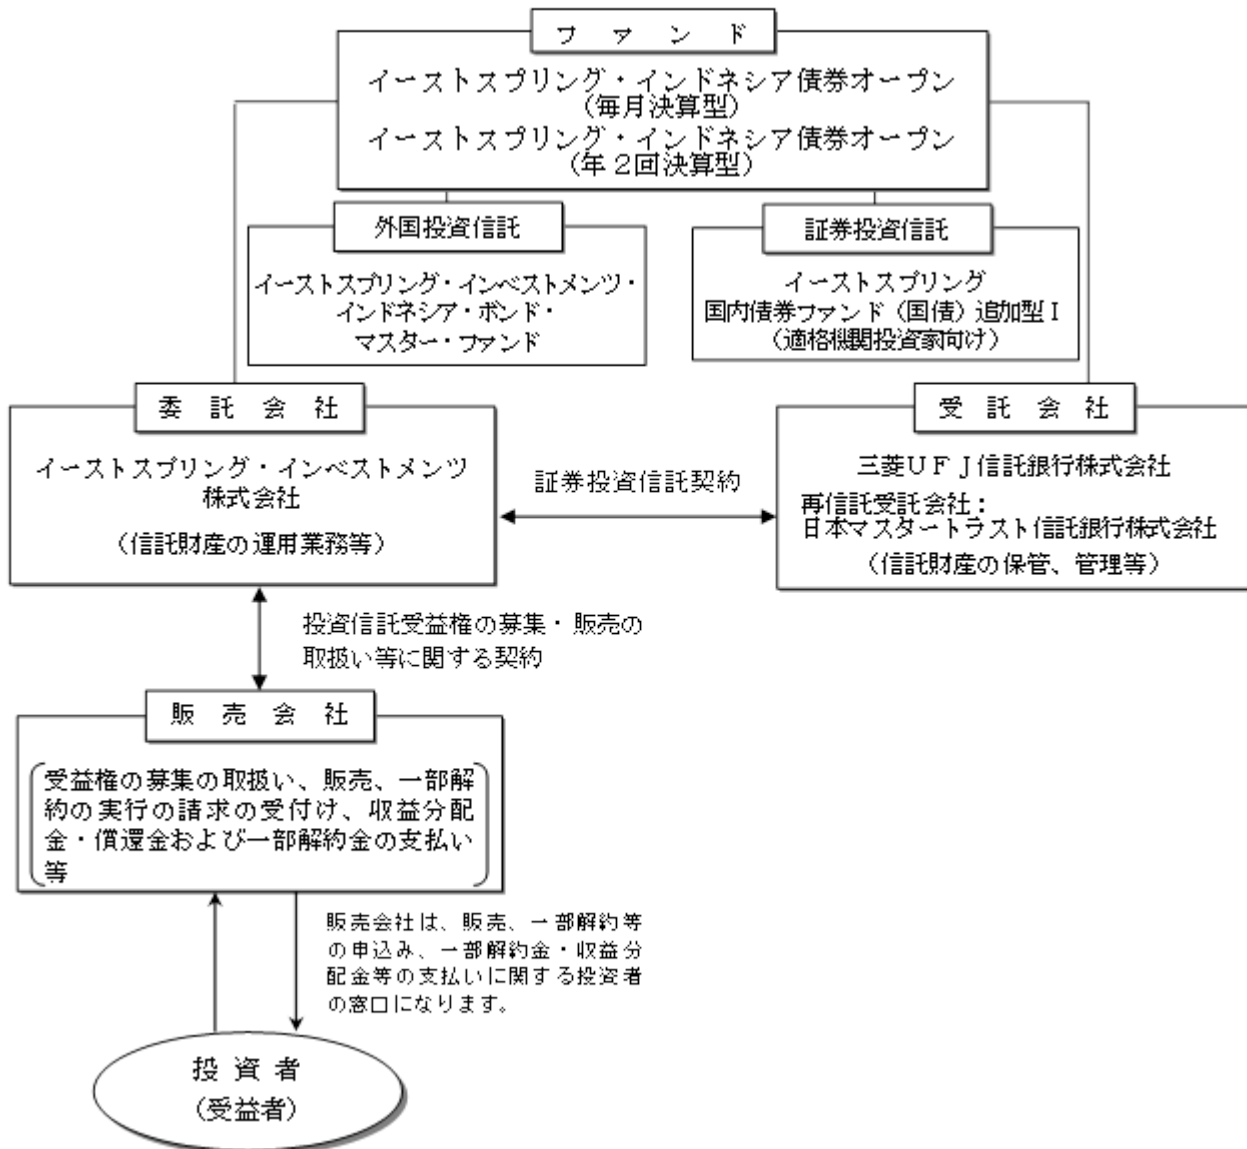 ファンド
イーストスプリング・インドネシア債券オープン
（毎月決算型）
イーストスプリング・インドネシア債券オープン
（年２回決算型）
外国投資信託
イーストスプリング・インベストメンツ・
インドネシア・ボンド・
マスター・ファンド
証券投資信託
イーストスプリング
国内債券ファンド（国債）追加型Ⅰ
（適格機関投資家向け）
委託会社
イーストスプリング・インベストメンツ
株式会社
（信託財産の運用業務等）
証券投資信託契約
受託会社
三菱ＵＦＪ信託銀行株式会社
再信託受託会社：
日本マスタートラスト信託銀行株式会社
（信託財産の保管、管理等）
投資信託受益権の募集・販売の
取扱い等に関する契約
販売会社
受益権の募集の取扱い、販売、一部解
約の実行の請求の受付け、収益分配
金・償還金および一部解約金の支払い
等
販売会社は、販売、一部解約等
の申込み、一部解約金・収益分
配金等の支払いに関する投資者
の窓口になります。
投資者
（受益者）